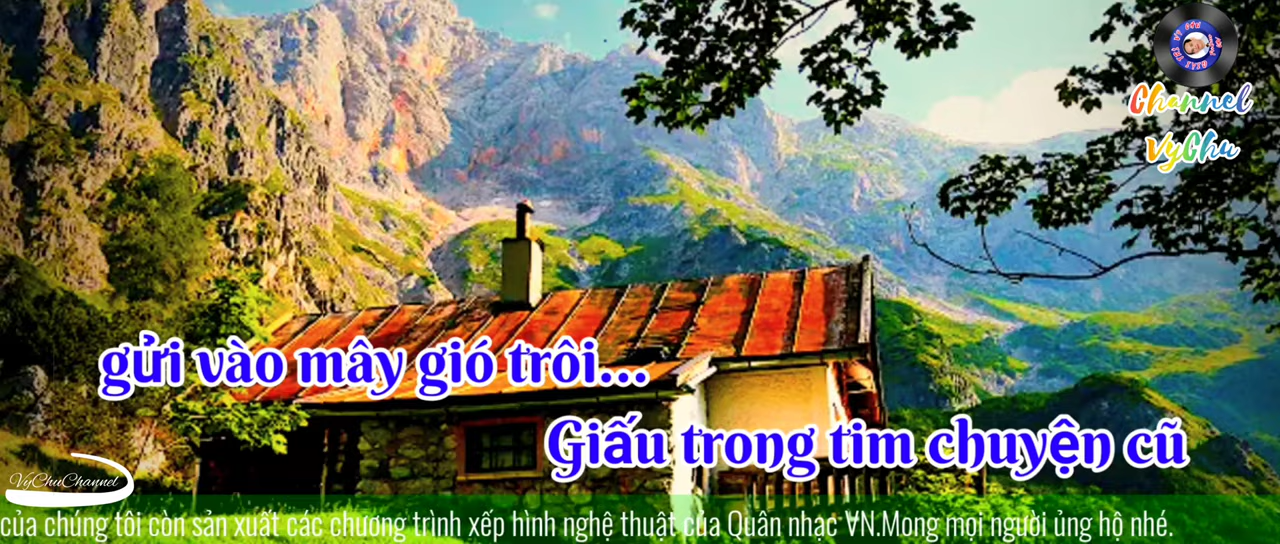 Channel
VyChu
gửi vào mây gió trôi...
Giấu trong tim chuyện cũ
VyChuChannel
của chúng tôi còn sản xuất các chương trình xếp hình nghệ thuật của Quân nhạc VN.Mong mọi người ủng hộ nhé.